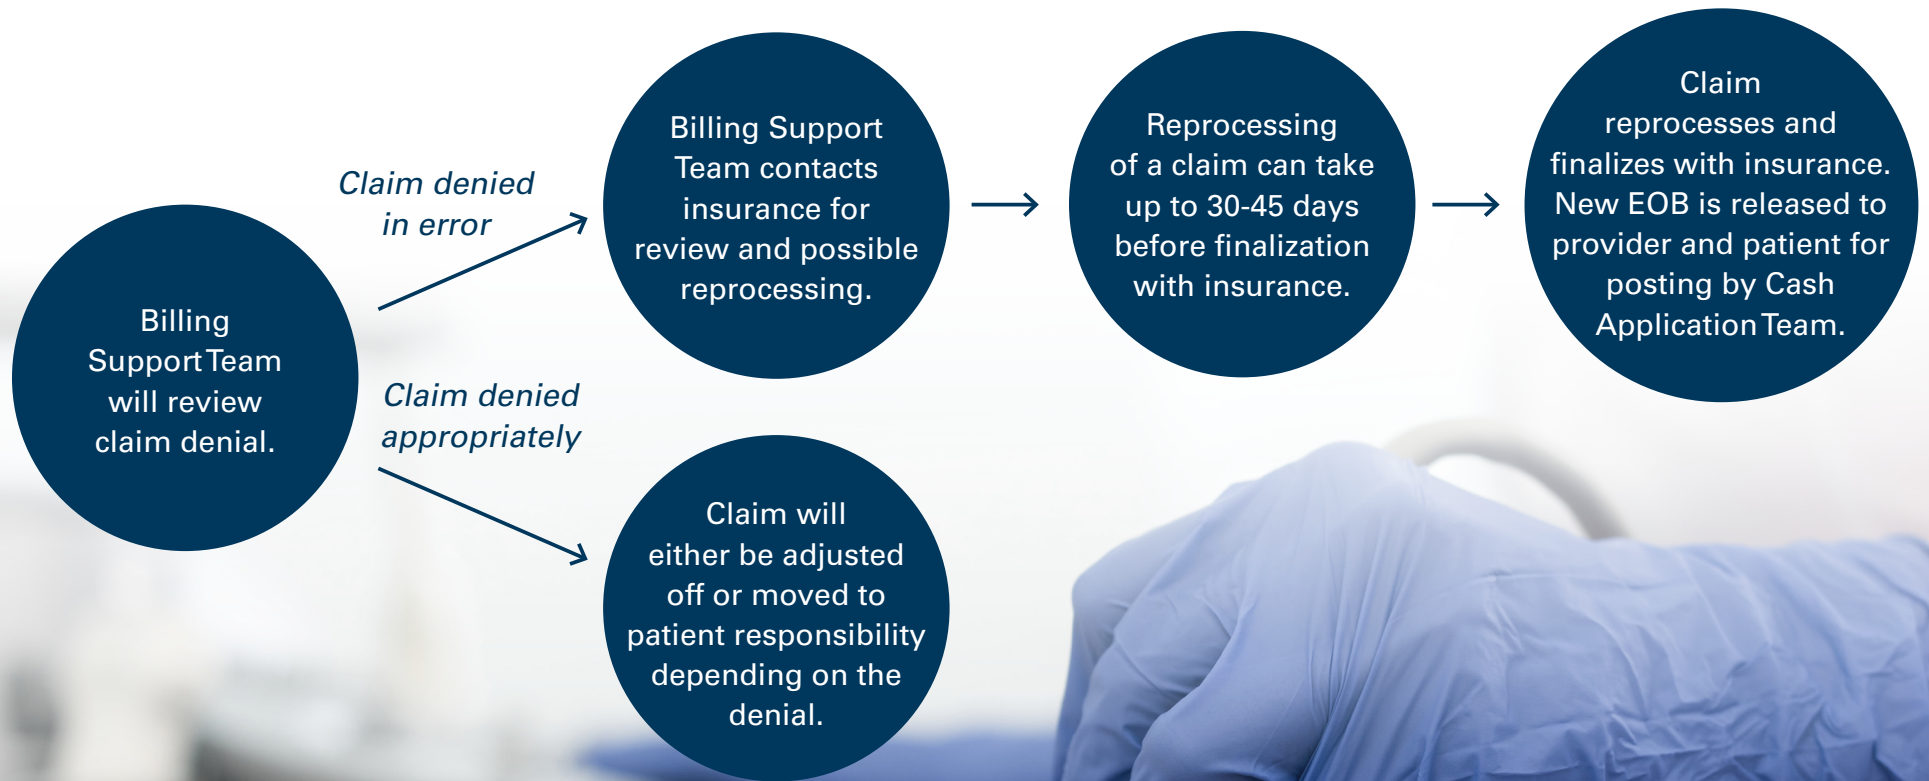 Billing
Support Team
will review
claim denial.
Claim denied
in error
Billing Support
Team contacts
insurance for
review and possible
reprocessing.
Reprocessing
of a claim can take
up to 30-45 days
before finalization
with insurance.
Claim
reprocesses and
finalizes with insurance.
New EOB is released to
provider and patient for
posting by Cash
Application Team.
Claim denied
appropriately
Claim will
either be adjusted
off or moved to
patient responsibility
depending on the
denial.